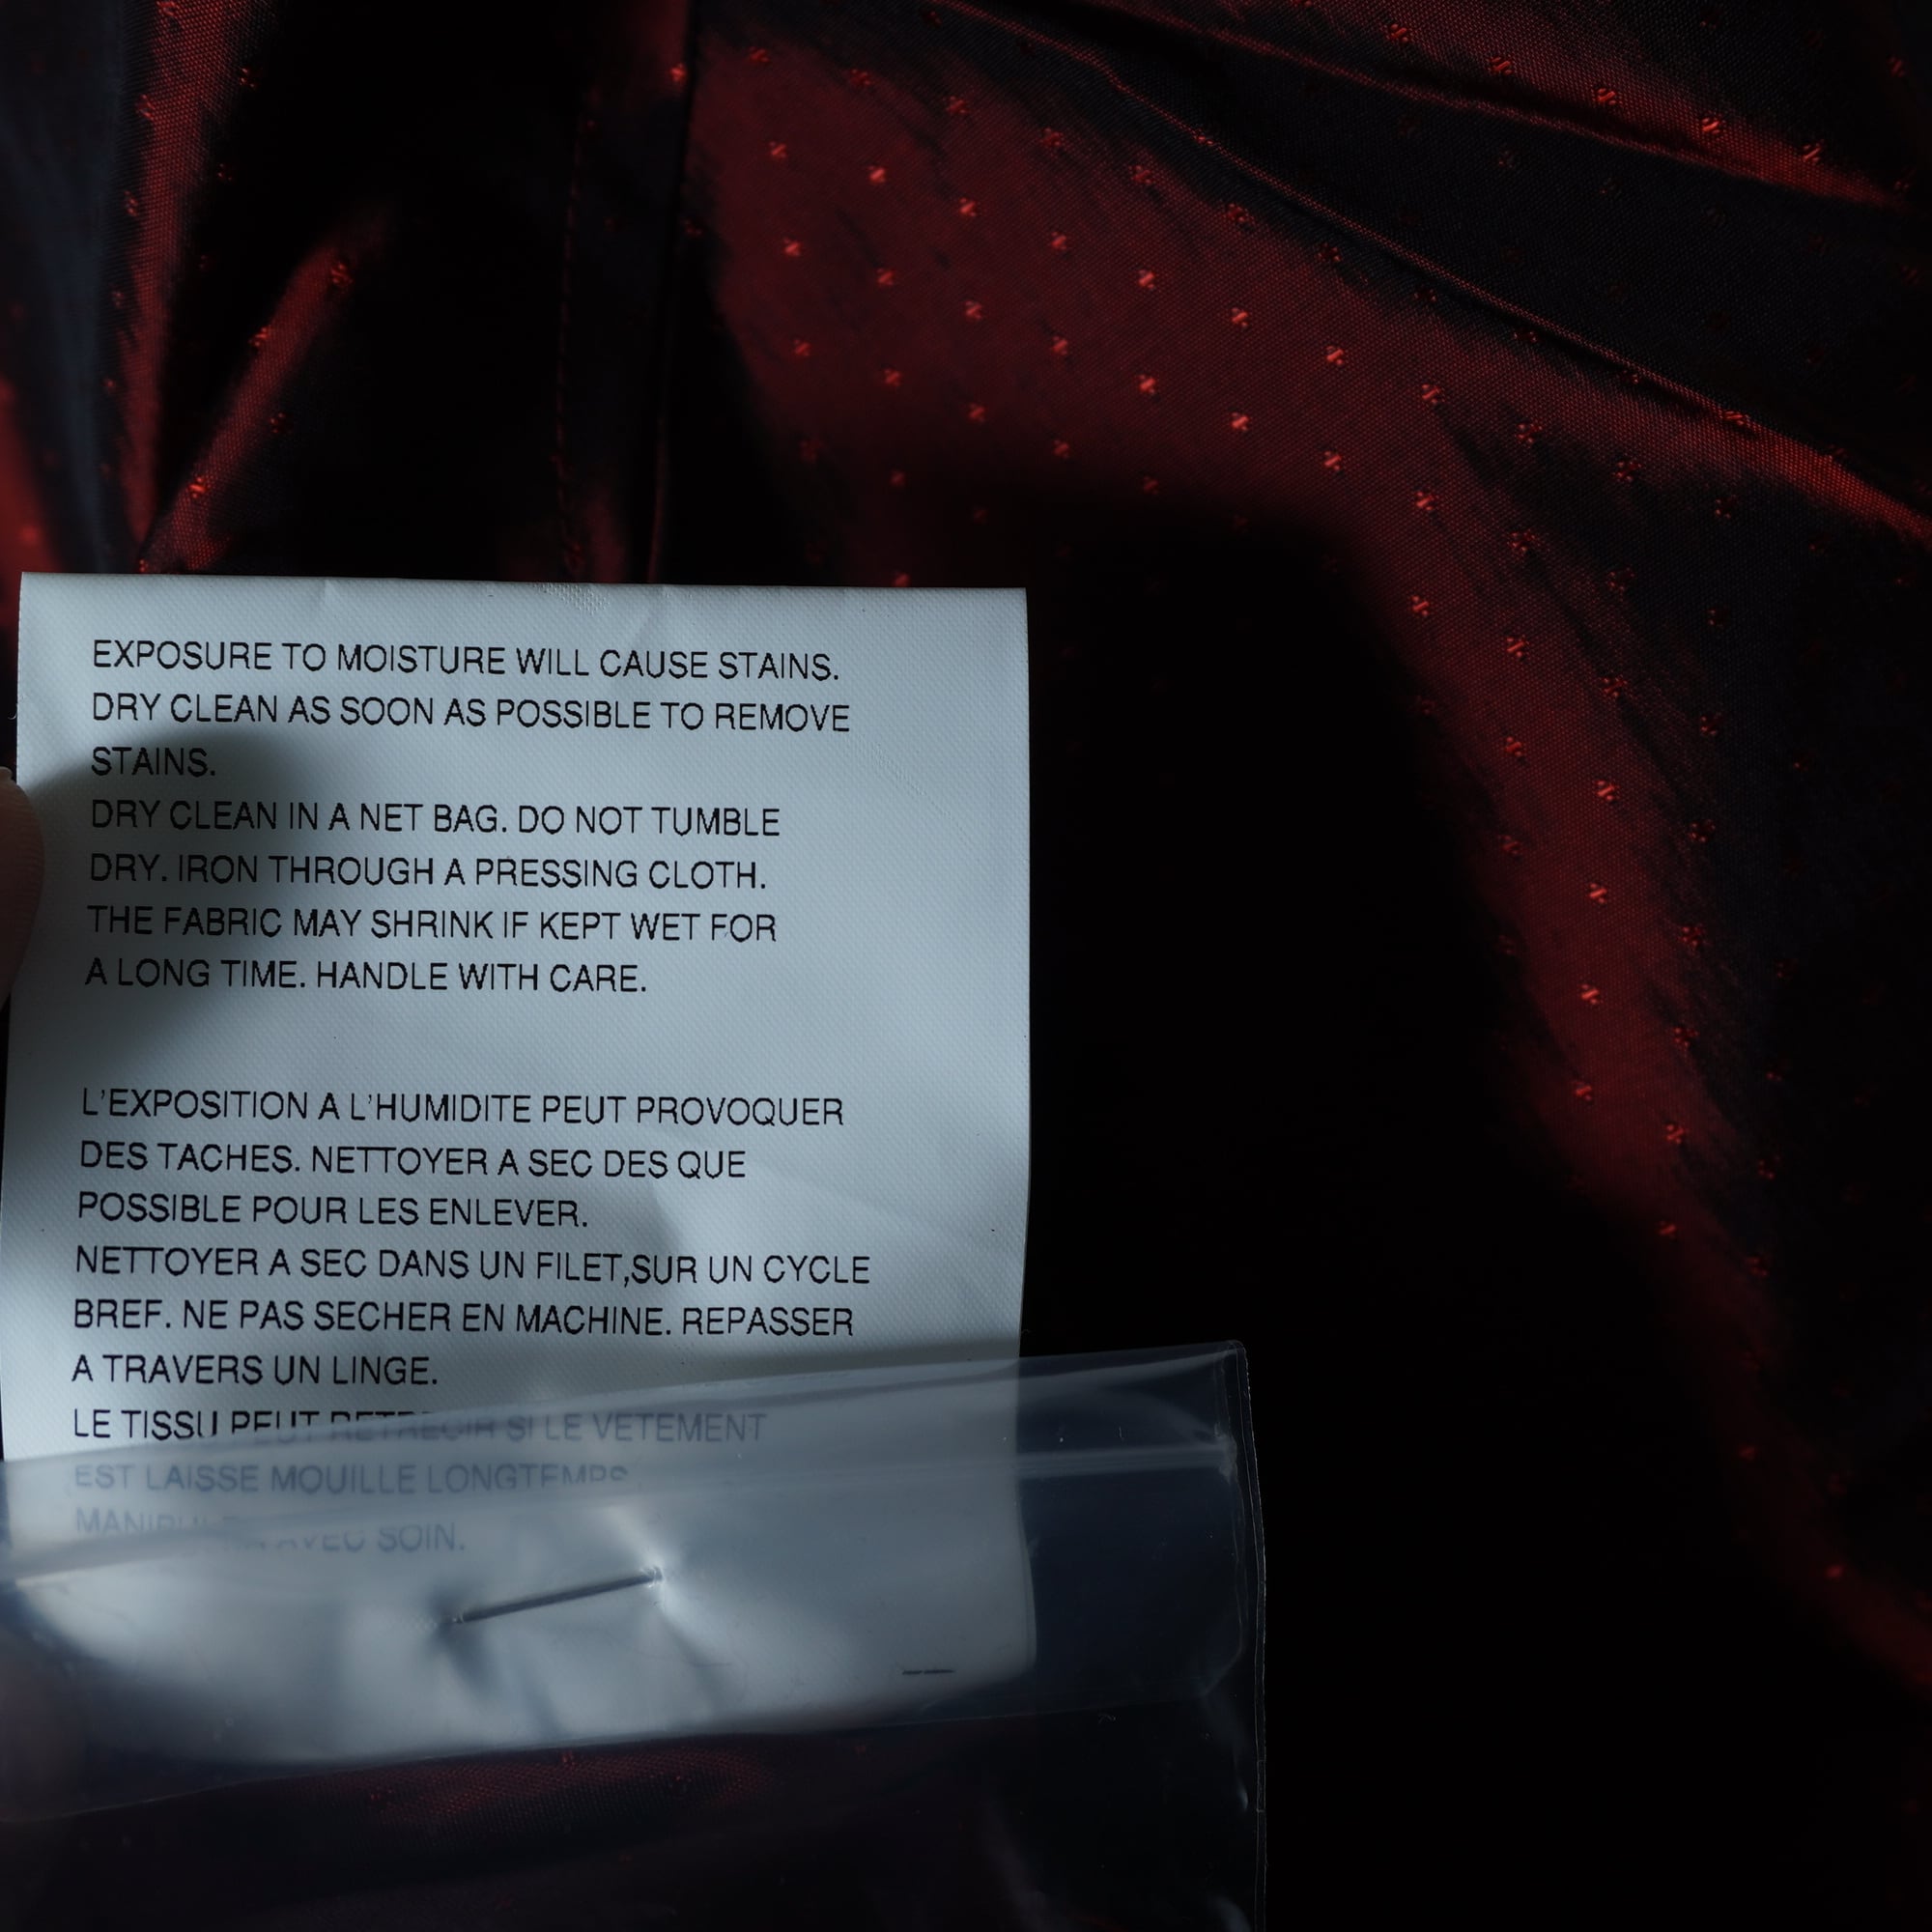 EXPOSURE TO MOISTURE WILL CAUSE STAINS.
DRY CLEAN AS SOON AS POSSIBLE TO REMOVE
STAINS.
DRY CLEAN IN A NET BAG. DO NOT TUMBLE
DRY. IRON THROUGH A PRESSING CLOTH.
THE FABRIC MAY SHRINK IF KEPT WET FOR
A LONG TIME. HANDLE WITH CARE.
L'EXPOSITION A L'HUMIDITE PEUT PROVOQUER
DES TACHES. NETTOYER A SEC DES QUE
POSSIBLE POUR LES ENLEVER.
NETTOYER A SEC DANS UN FILET,SUR UN CYCLE
BREF. NE PAS SECHER EN MACHINE. REPASSER
A TRAVERS UN LINGE.
LE TISSU PEUT RETRECIR SI LE VETEMENT
EST LAISSE MOUILLE LONGTEMPS
AVEC SOIN.